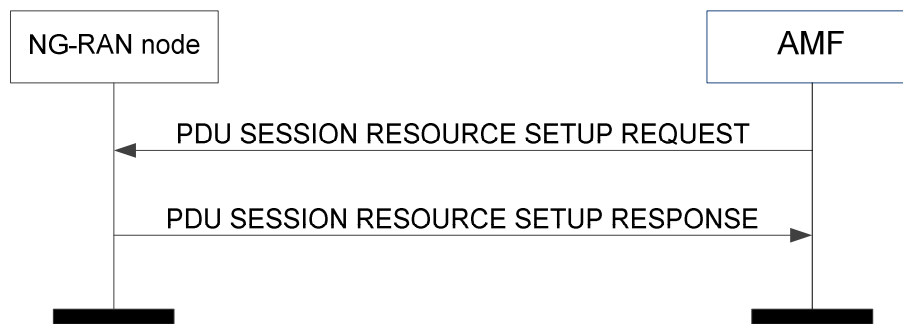 NG-RAN node
AMF
PDU SESSION RESOURCE SETUP REQUEST
PDU SESSION RESOURCE SETUP RESPONSE